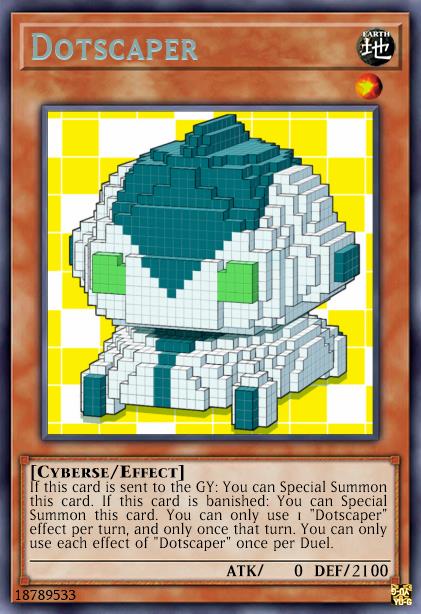 DOTSCAPER
EARTH
地
[CYBERSE/EFFECT]
If this card is sent to the GY: You can Special Summon
this card. If this card is banished: You can Special
Summon this card. You can only use 1 "Dotscaper"
effect per turn, and only once that turn. You can only
use each effect of "Dotscaper" once per Duel.
ATK/ 0 DEF/2100
18789533